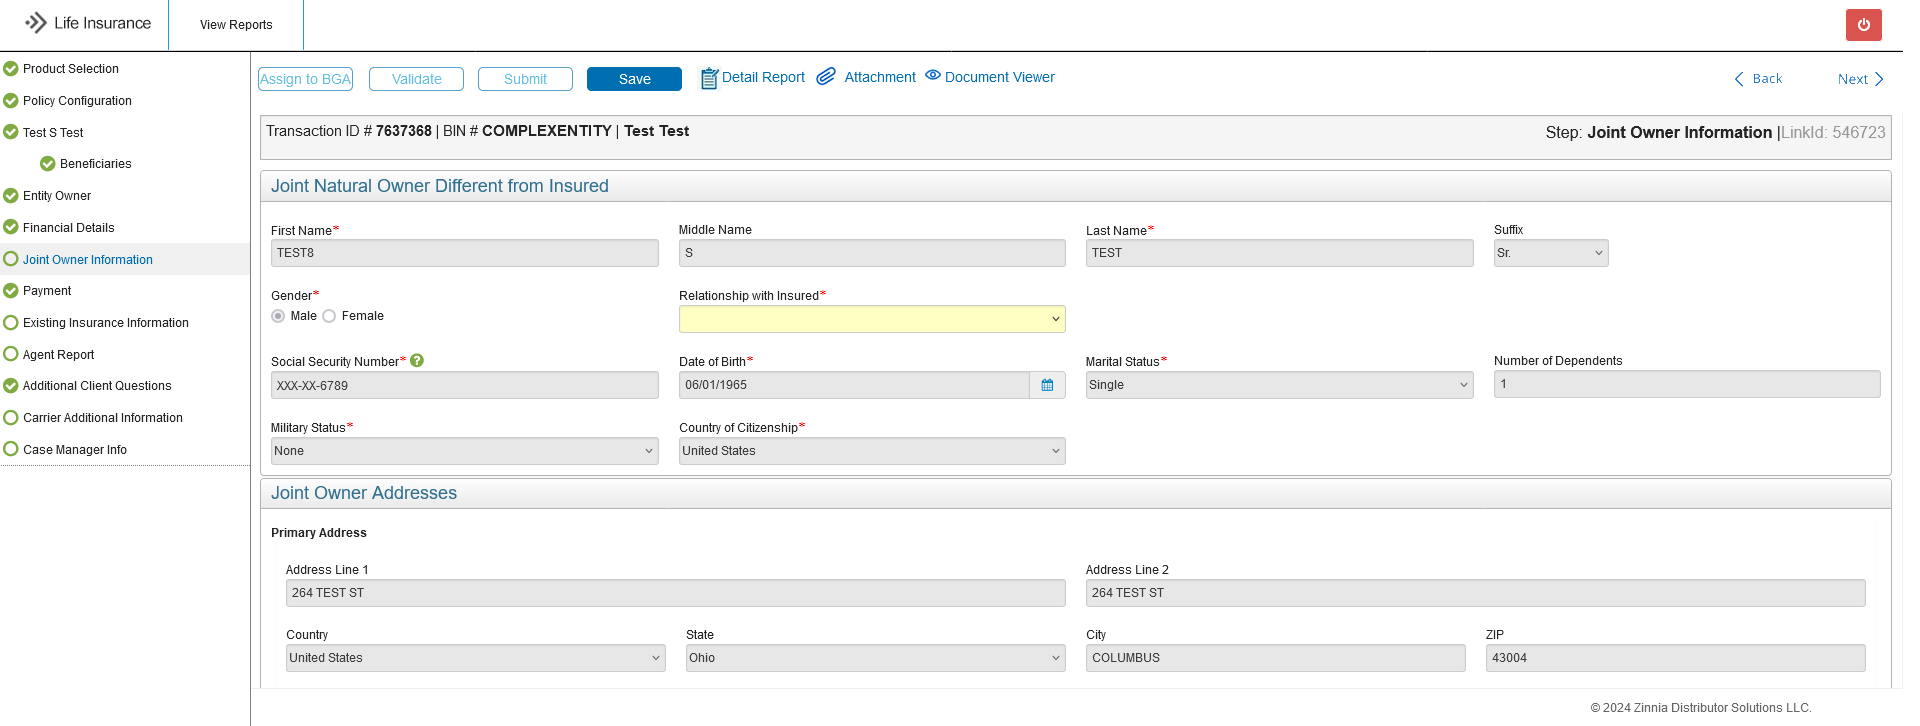 Life Insurance
View Reports
Product Selection
Policy Configuration
Test S Test
Beneficiaries
Entity Owner
Financial Details
Joint Owner Information
Payment
Existing Insurance Information
Agent Report
Additional Client Questions
Carrier Additional Information
Case Manager Info
Assign to BGA Validate Submit Save Detail Report Attachment Document Viewer Back Next
Transaction ID # 7637368 | BIN # COMPLEXENTITY | Test Test
Step: Joint Owner Information |LinkId: 546723
Joint Natural Owner Different from Insured
First Name* Middle Name Last Name* Suffix
TEST8 S TEST Sr.
Gender* Relationship with Insured*
Male Female
Social Security Number* ? Date of Birth* Marital Status* Number of Dependents
XXX-XX-6789 06/01/1965 Single 1
Military Status* Country of Citizenship*
None United States
Joint Owner Addresses
Primary Address
Address Line 1 Address Line 2
264 TEST ST 264 TEST ST
Country State City ZIP
United States Ohio COLUMBUS 43004
© 2024 Zinnia Distributor Solutions LLC.